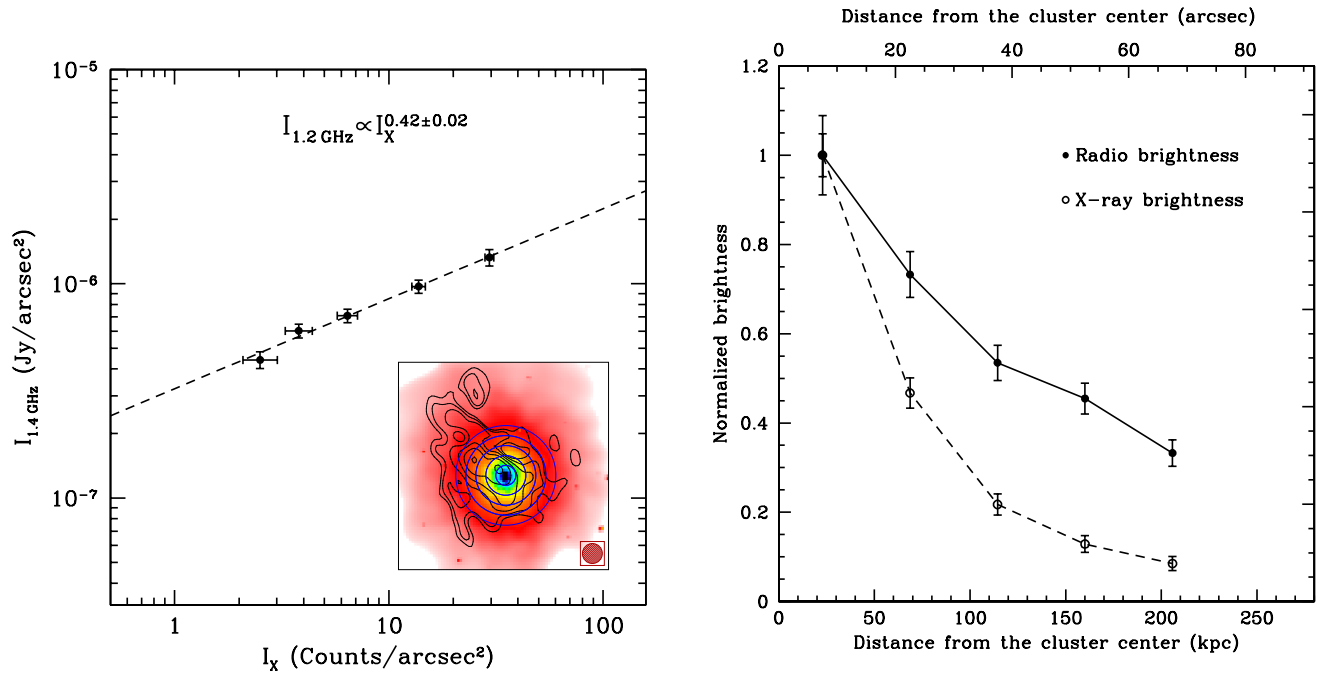 10⁻⁵
I₁.₂ GHz ∝ I_X^0.42±0.02
10⁻⁶
10⁻⁷
I₁.₄ GHz (Jy/arcsec²)
1 10 100
I_X (Counts/arcsec²)
Distance from the cluster center (arcsec)
0 20 40 60 80
1.2
1
0.8
0.6
0.4
0.2
0
Normalized brightness
Radio brightness
X-ray brightness
0 50 100 150 200 250
Distance from the cluster center (kpc)